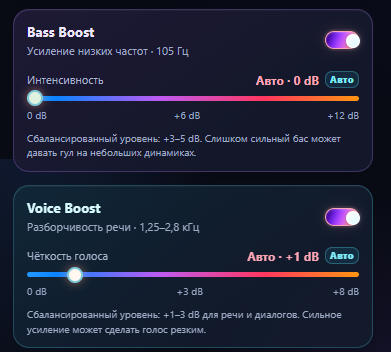 Bass Boost
Усиление низких частот · 105 Гц
Интенсивность Авто · 0 dB Авто
0 dB +6 dB +12 dB
Сбалансированный уровень: +3–5 dB. Слишком сильный бас может
давать гул на небольших динамиках.
Voice Boost
Разборчивость речи · 1,25–2,8 кГц
Чёткость голоса Авто · +1 dB Авто
0 dB +3 dB +8 dB
Сбалансированный уровень: +1–3 dB для речи и диалогов. Сильное
усиление может сделать голос резким.